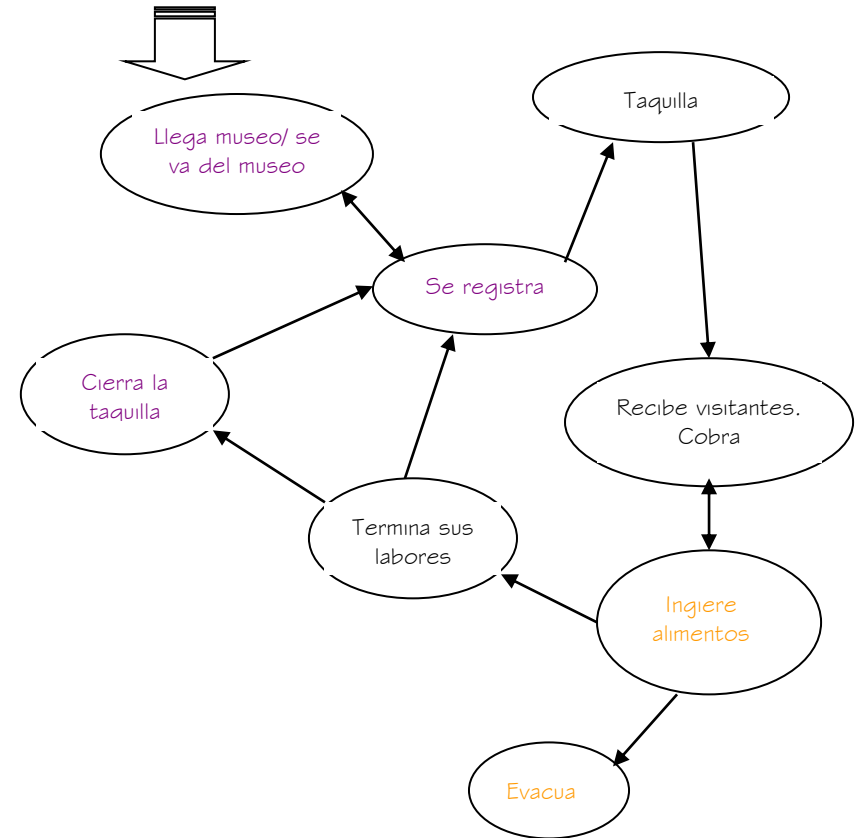 Taquilla
Llega museo/ se
va del museo
Se registra
Cierra la
taquilla
Recibe visitantes.
Cobra
Termina sus
labores
Ingiere
alimentos
Evacua